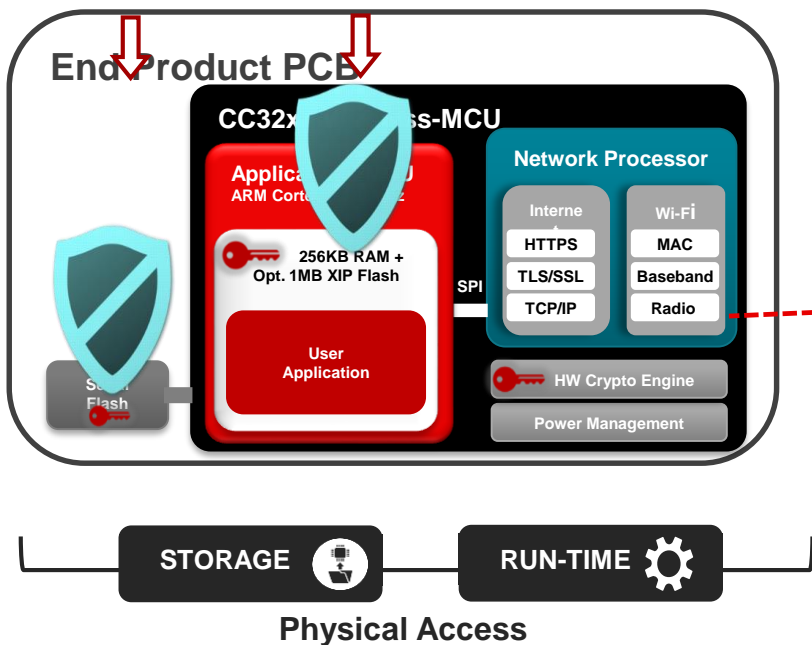 End Product PCB
CC32x ss-MCU
Applica U
ARM Corte z
256KB RAM +
Opt. 1MB XIP Flash
User
Application
Flash
SPI
Network Processor
Interne
HTTPS
TLS/SSL
TCP/IP
Wi-Fi
MAC
Baseband
Radio
HW Crypto Engine
Power Management
STORAGE
RUN-TIME
Physical Access